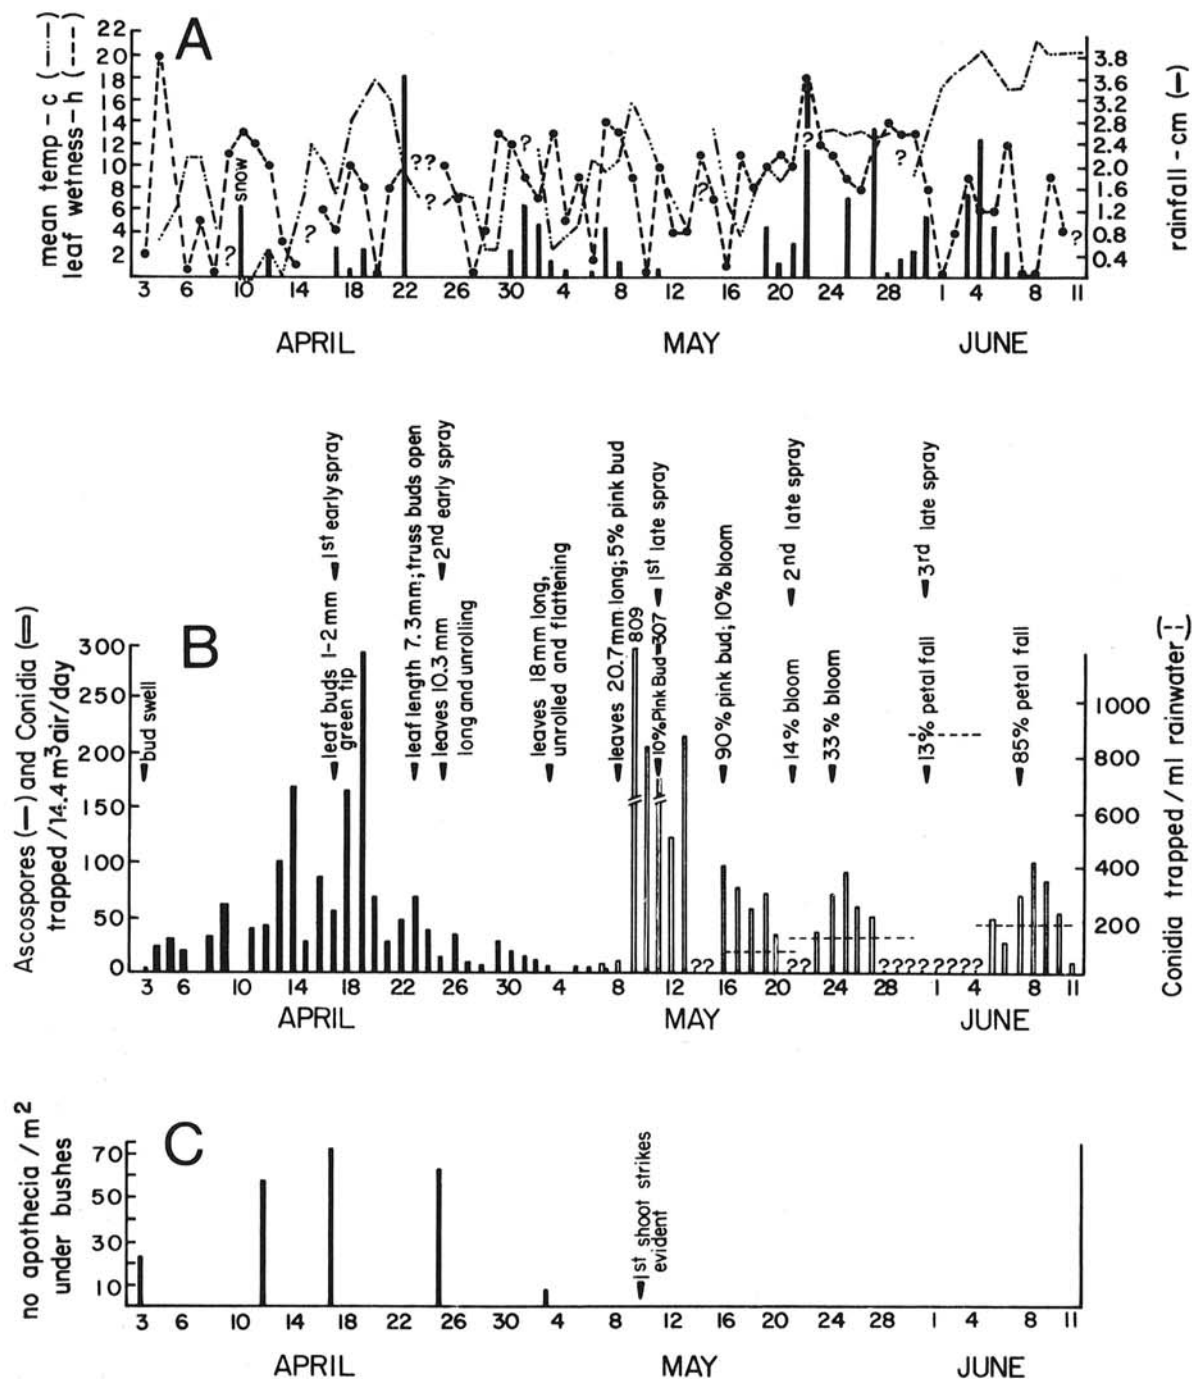 A
mean temp - c (—··—)
leaf wetness - h (---)
22
20
18
16
14
12
10
8
6
4
2
snow
?
?
??
?
?
?
?
?
?
3.8
3.6
3.2
2.8
2.4
2.0
1.6
1.2
0.8
0.4
rainfall - cm (—)
3 6 10 14 18 22 26 30 4 8 12 16 20 24 28 1 4 8 11
APRIL MAY JUNE
B
Ascospores (—) and Conidia (▭)
trapped /14.4 m³ air/day
300
250
200
150
100
50
0
bud swell
leaf buds 1-2 mm
green tip
1st early spray
leaf length 7.3mm; truss buds open
leaves 10.3 mm
long and unrolling
2nd early spray
leaves 18 mm long,
unrolled and flattening
leaves 20.7 mm long; 5% pink bud
809
10% Pink Bud 307
1st late spray
90% pink bud; 10% bloom
14% bloom
2nd late spray
33% bloom
13% petal fall
3rd late spray
85% petal fall
?? ?? ???? ?????
1000
800
600
400
200
Conidia trapped / ml rainwater (--)
3 6 10 14 18 22 26 30 4 8 12 16 20 24 28 1 4 8 11
APRIL MAY JUNE
C
no apothecia / m²
under bushes
70
50
30
10
1st shoot strikes
evident
3 6 10 14 18 22 26 30 4 8 12 16 20 24 28 1 4 8 11
APRIL MAY JUNE